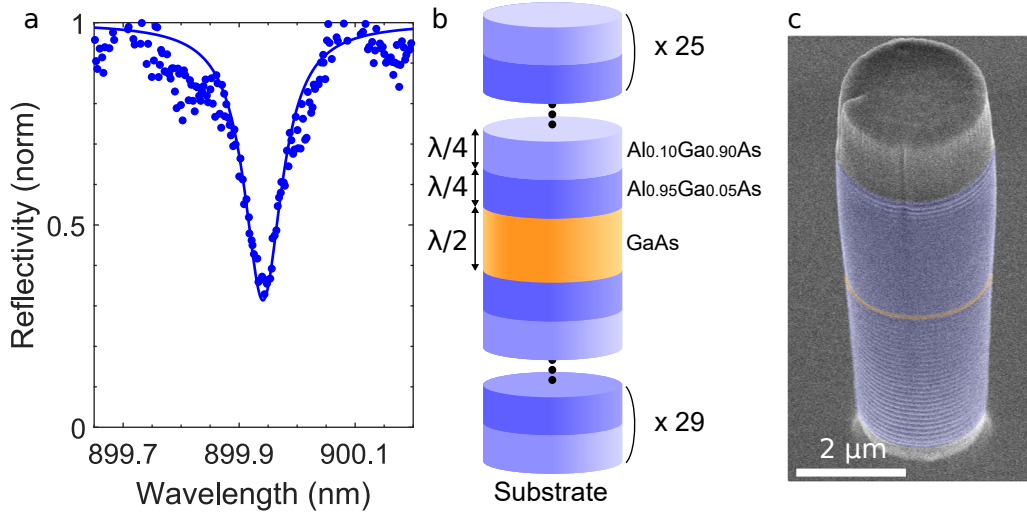 a
1
0.5
0
Reflectivity (norm)
899.7
899.9
900.1
Wavelength (nm)
b
x 25
λ/4
Al0.10Ga0.90As
λ/4
Al0.95Ga0.05As
λ/2
GaAs
x 29
Substrate
c
2 μm